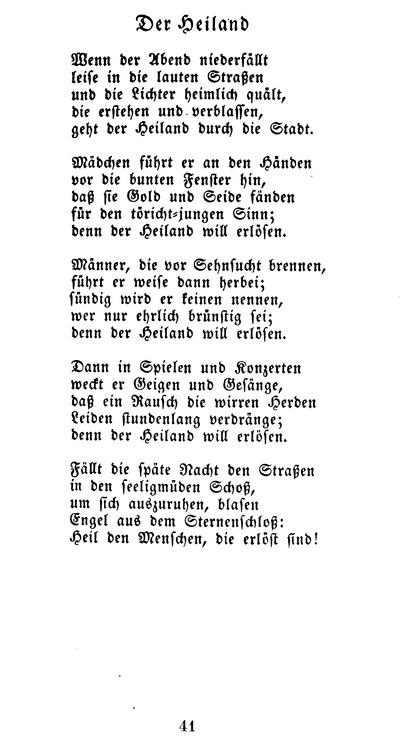 Der Heiland
Wenn der Abend niederfällt
leise in die lauten Straßen
und die Lichter heimlich quält,
die erstehen und verblassen,
geht der Heiland durch die Stadt.
Mädchen führt er an den Händen
vor die bunten Fenster hin,
daß sie Gold und Seide fänden
für den töricht-jungen Sinn;
denn der Heiland will erlösen.
Männer, die vor Sehnsucht brennen,
führt er weise dann herbei;
sündig wird er keinen nennen,
wer nur ehrlich brünstig sei;
denn der Heiland will erlösen.
Dann in Spielen und Konzerten
weckt er Geigen und Gesänge,
daß ein Rausch die wirren Herden
Leiden stundenlang verdränge;
denn der Heiland will erlösen.
Fällt die späte Nacht den Straßen
in den seeligmüden Schoß,
um sich auszuruhen, blasen
Engel aus dem Sternenschloß:
Heil den Menschen, die erlöst sind!
41